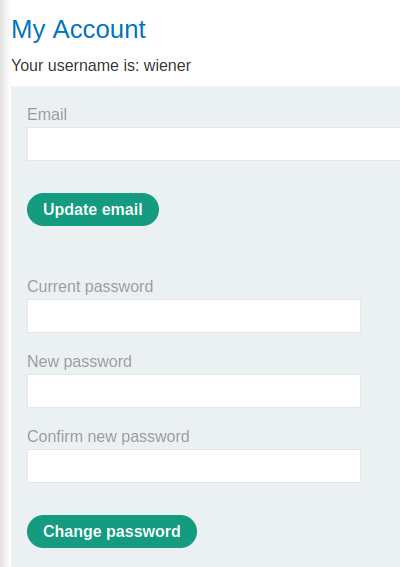 My Account
Your username is: wiener
Email
Update email
Current password
New password
Confirm new password
Change password